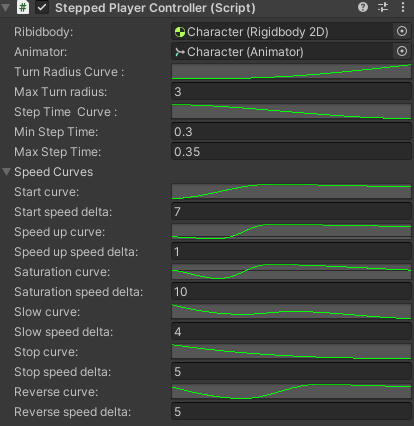 # Stepped Player Controller (Script)
Ribidbody: Character (Rigidbody 2D)
Animator: Character (Animator)
Turn Radius Curve :
Max Turn radius: 3
Step Time  Curve :
Min Step Time: 0.3
Max Step Time: 0.35
Speed Curves
Start curve:
Start speed delta: 7
Speed up curve:
Speed up speed delta: 1
Saturation curve:
Saturation speed delta: 10
Slow curve:
Slow speed delta: 4
Stop curve:
Stop speed delta: 5
Reverse curve:
Reverse speed delta: 5